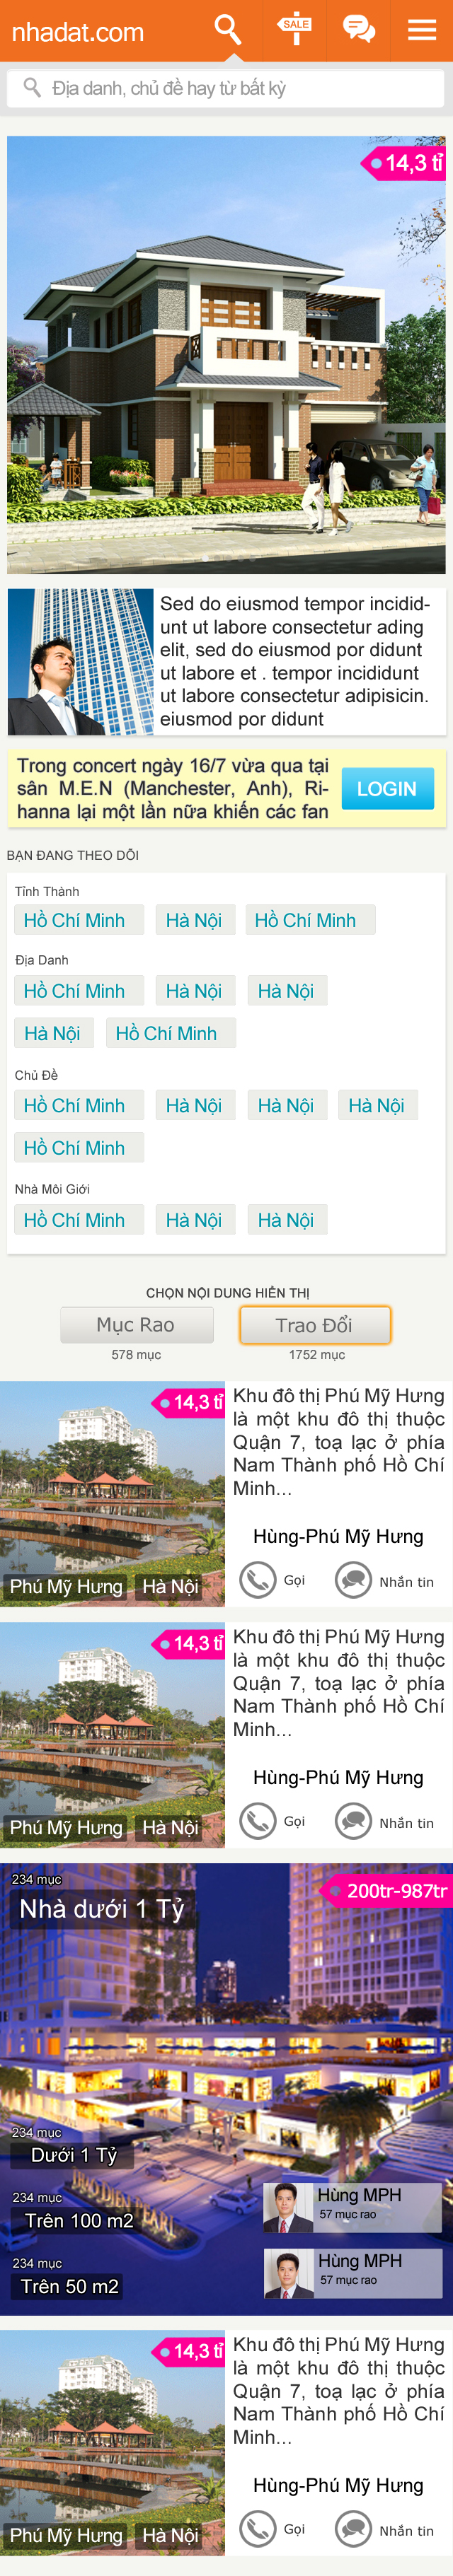 nhadat.com
SALE
Địa danh, chủ đề hay từ bất kỳ
14,3 tỉ
Sed do eiusmod tempor incidid-
unt ut labore consectetur ading
elit, sed do eiusmod por didunt
ut labore et . tempor incididunt
ut labore consectetur adipisicin.
eiusmod por didunt
Trong concert ngày 16/7 vừa qua tại
sân M.E.N (Manchester, Anh), Ri-
hanna lại một lần nữa khiến các fan
LOGIN
BẠN ĐANG THEO DÕI
Tỉnh Thành
Hồ Chí Minh Hà Nội Hồ Chí Minh
Địa Danh
Hồ Chí Minh Hà Nội Hà Nội
Hà Nội Hồ Chí Minh
Chủ Đề
Hồ Chí Minh Hà Nội Hà Nội Hà Nội
Hồ Chí Minh
Nhà Môi Giới
Hồ Chí Minh Hà Nội Hà Nội
CHỌN NỘI DUNG HIỂN THỊ
Mục Rao Trao Đổi
578 mục 1752 mục
14,3 tỉ
Khu đô thị Phú Mỹ Hưng
là một khu đô thị thuộc
Quận 7, toạ lạc ở phía
Nam Thành phố Hồ Chí
Minh...
Hùng-Phú Mỹ Hưng
Phú Mỹ Hưng Hà Nội
Gọi Nhắn tin
14,3 tỉ
Khu đô thị Phú Mỹ Hưng
là một khu đô thị thuộc
Quận 7, toạ lạc ở phía
Nam Thành phố Hồ Chí
Minh...
Hùng-Phú Mỹ Hưng
Phú Mỹ Hưng Hà Nội
Gọi Nhắn tin
234 mục
Nhà dưới 1 Tỷ
200tr-987tr
234 mục
Dưới 1 Tỷ
234 mục
Trên 100 m2
234 mục
Trên 50 m2
Hùng MPH
57 mục rao
Hùng MPH
57 mục rao
14,3 tỉ
Khu đô thị Phú Mỹ Hưng
là một khu đô thị thuộc
Quận 7, toạ lạc ở phía
Nam Thành phố Hồ Chí
Minh...
Hùng-Phú Mỹ Hưng
Phú Mỹ Hưng Hà Nội
Gọi Nhắn tin